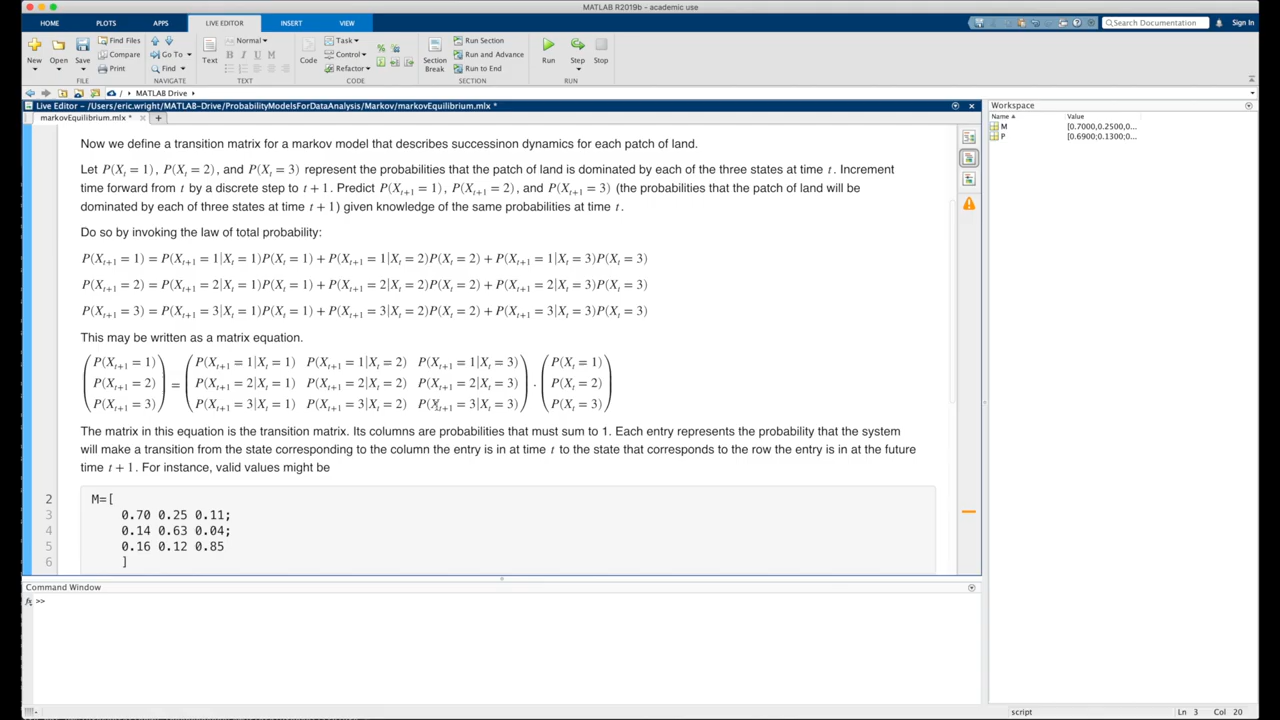 MATLAB R2019b - academic use
HOME PLOTS APPS LIVE EDITOR INSERT VIEW Search Documentation Sign In
New Open Save Find Files Compare Print Go To Find Text Normal B I U M Code Task Control Refactor Section Break Run Section Run and Advance Run to End Run Step Stop
FILE NAVIGATE TEXT CODE SECTION RUN
/ MATLAB Drive
Live Editor - /Users/eric.wright/MATLAB-Drive/ProbabilityModelsForDataAnalysis/Markov/markovEquilibrium.mlx *
markovEquilibrium.mlx * +
Now we define a transition matrix for a markov model that describes successinon dynamics for each patch of land.
Let P(X_t = 1), P(X_t = 2), and P(X_t = 3) represent the probabilities that the patch of land is dominated by each of the three states at time t. Increment
time forward from t by a discrete step to t + 1. Predict P(X_{t+1} = 1), P(X_{t+1} = 2), and P(X_{t+1} = 3) (the probabilities that the patch of land will be
dominated by each of three states at time t + 1) given knowledge of the same probabilities at time t.
Do so by invoking the law of total probability:
P(X_{t+1} = 1) = P(X_{t+1} = 1|X_t = 1)P(X_t = 1) + P(X_{t+1} = 1|X_t = 2)P(X_t = 2) + P(X_{t+1} = 1|X_t = 3)P(X_t = 3)
P(X_{t+1} = 2) = P(X_{t+1} = 2|X_t = 1)P(X_t = 1) + P(X_{t+1} = 2|X_t = 2)P(X_t = 2) + P(X_{t+1} = 2|X_t = 3)P(X_t = 3)
P(X_{t+1} = 3) = P(X_{t+1} = 3|X_t = 1)P(X_t = 1) + P(X_{t+1} = 3|X_t = 2)P(X_t = 2) + P(X_{t+1} = 3|X_t = 3)P(X_t = 3)
This may be written as a matrix equation.
P(X_{t+1} = 1) P(X_{t+1} = 1|X_t = 1) P(X_{t+1} = 1|X_t = 2) P(X_{t+1} = 1|X_t = 3) P(X_t = 1)
P(X_{t+1} = 2) = P(X_{t+1} = 2|X_t = 1) P(X_{t+1} = 2|X_t = 2) P(X_{t+1} = 2|X_t = 3) · P(X_t = 2)
P(X_{t+1} = 3) P(X_{t+1} = 3|X_t = 1) P(X_{t+1} = 3|X_t = 2) P(X_{t+1} = 3|X_t = 3) P(X_t = 3)
The matrix in this equation is the transition matrix. Its columns are probabilities that must sum to 1. Each entry represents the probability that the system
will make a transition from the state corresponding to the column the entry is in at time t to the state that corresponds to the row the entry is in at the future
time t + 1. For instance, valid values might be
2 M=[
3 0.70 0.25 0.11;
4 0.14 0.63 0.04;
5 0.16 0.12 0.85
6 ]
Command Window
fx >>
Workspace
Name Value
M [0.7000,0.2500,0...
P [0.6900,0.1300,0...
script Ln 3 Col 20